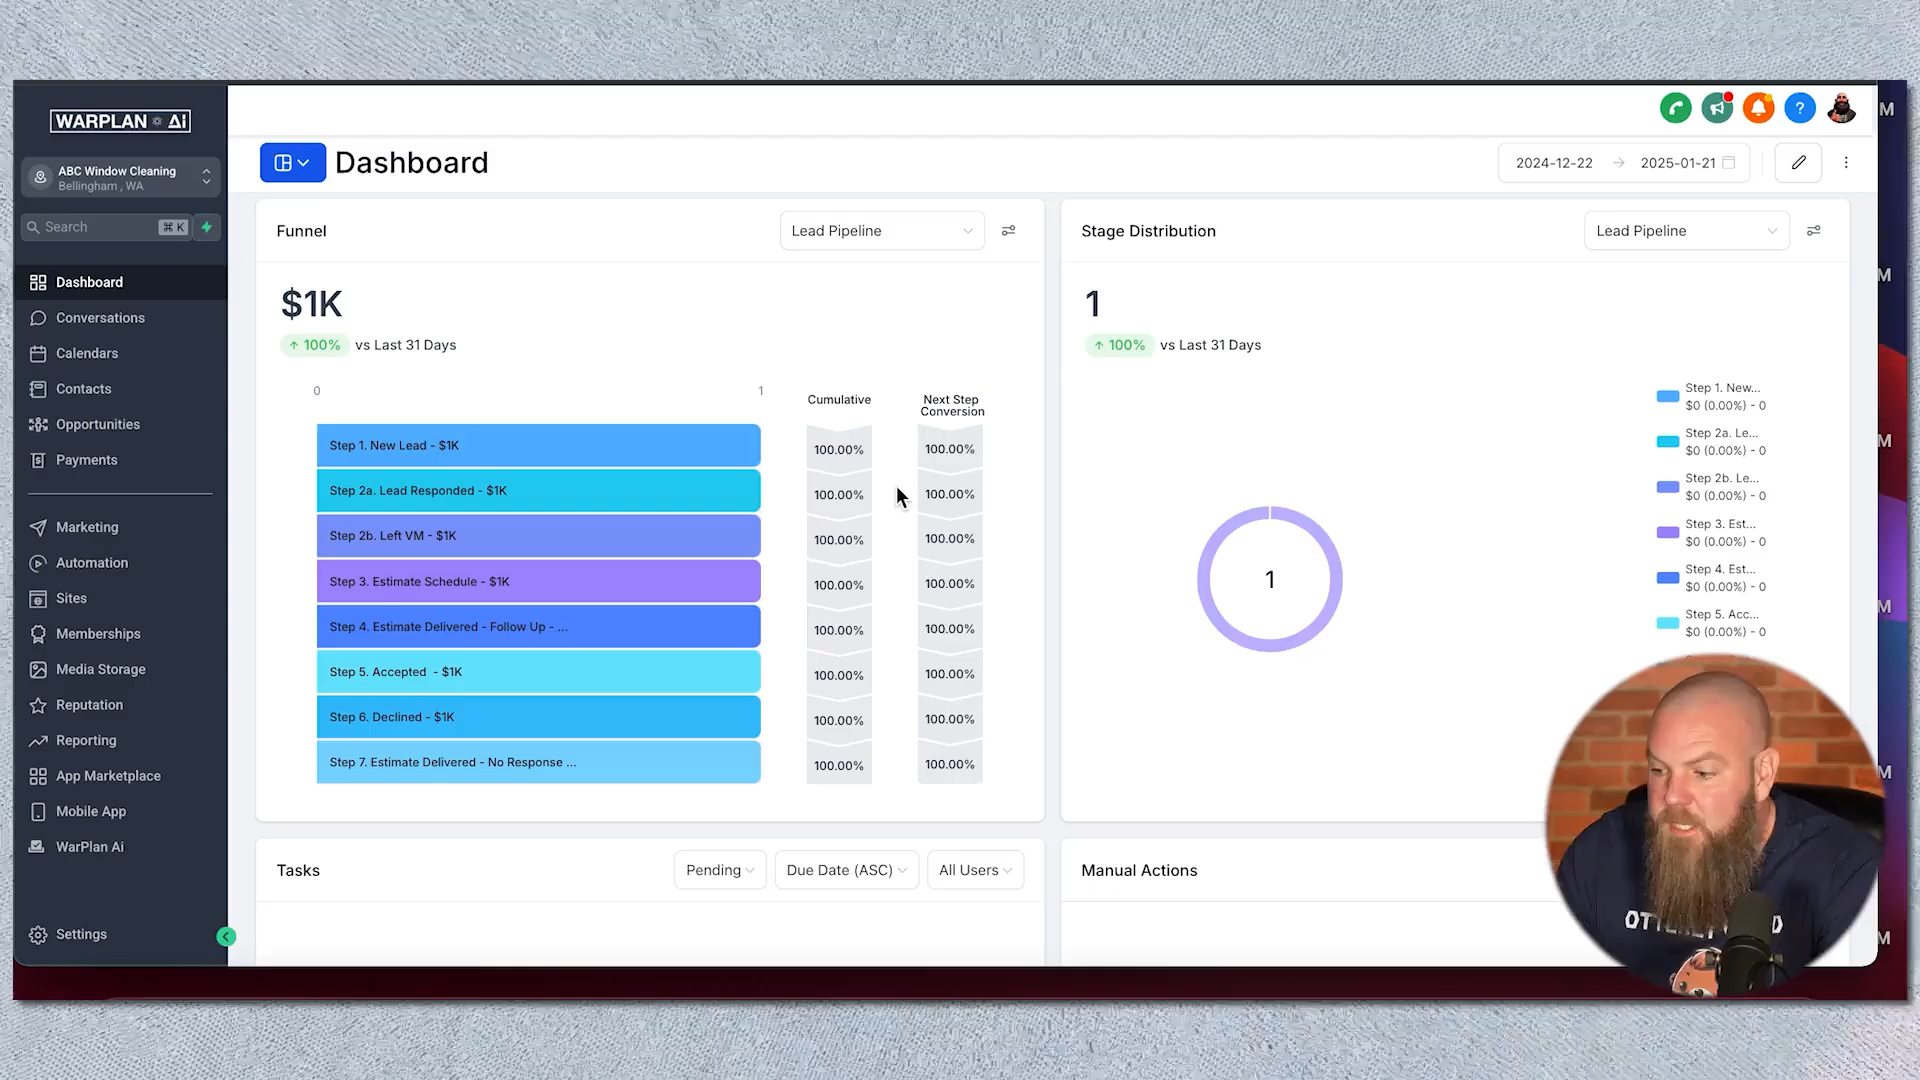 WARPLAN Ai
ABC Window Cleaning
Bellingham , WA
Search
⌘ K
Dashboard
Conversations
Calendars
Contacts
Opportunities
Payments
Marketing
Automation
Sites
Memberships
Media Storage
Reputation
Reporting
App Marketplace
Mobile App
WarPlan Ai
Settings
Dashboard
2024-12-22 → 2025-01-21
?
Funnel
Lead Pipeline
$1K
↑ 100% vs Last 31 Days
0 1
Cumulative
Next Step
Conversion
Step 1. New Lead - $1K
100.00% 100.00%
Step 2a. Lead Responded - $1K
100.00% 100.00%
Step 2b. Left VM - $1K
100.00% 100.00%
Step 3. Estimate Schedule - $1K
100.00% 100.00%
Step 4. Estimate Delivered - Follow Up - ...
100.00% 100.00%
Step 5. Accepted - $1K
100.00% 100.00%
Step 6. Declined - $1K
100.00% 100.00%
Step 7. Estimate Delivered - No Response ...
100.00% 100.00%
Stage Distribution
Lead Pipeline
1
↑ 100% vs Last 31 Days
1
Step 1. New...
$0 (0.00%) - 0
Step 2a. Le...
$0 (0.00%) - 0
Step 2b. Le...
$0 (0.00%) - 0
Step 3. Est...
$0 (0.00%) - 0
Step 4. Est...
$0 (0.00%) - 0
Step 5. Acc...
$0 (0.00%) - 0
Tasks
Pending
Due Date (ASC)
All Users
Manual Actions
M
M
M
M
M
M